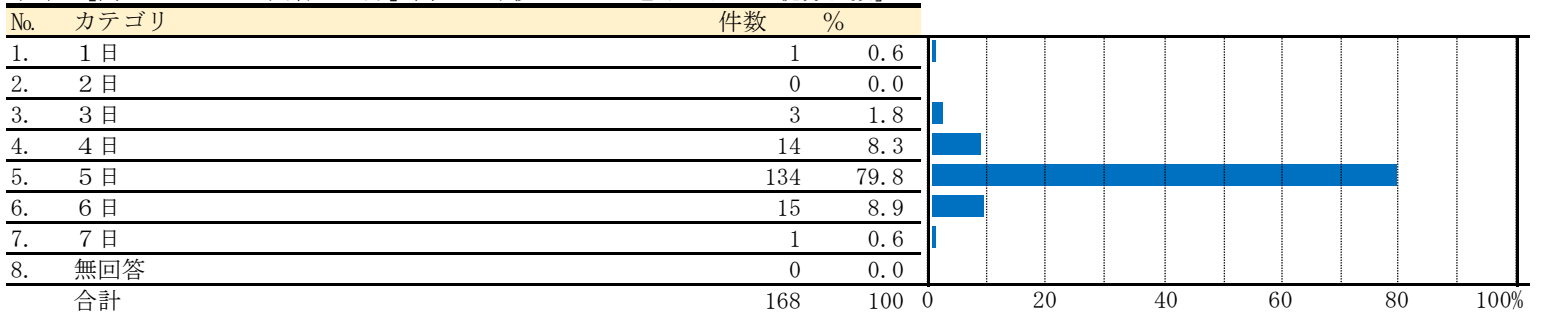 № カテゴリ 件数 %
1. １日 1 0.6
2. ２日 0 0.0
3. ３日 3 1.8
4. ４日 14 8.3
5. ５日 134 79.8
6. ６日 15 8.9
7. ７日 1 0.6
8. 無回答 0 0.0
合計 168 100 0 20 40 60 80 100%